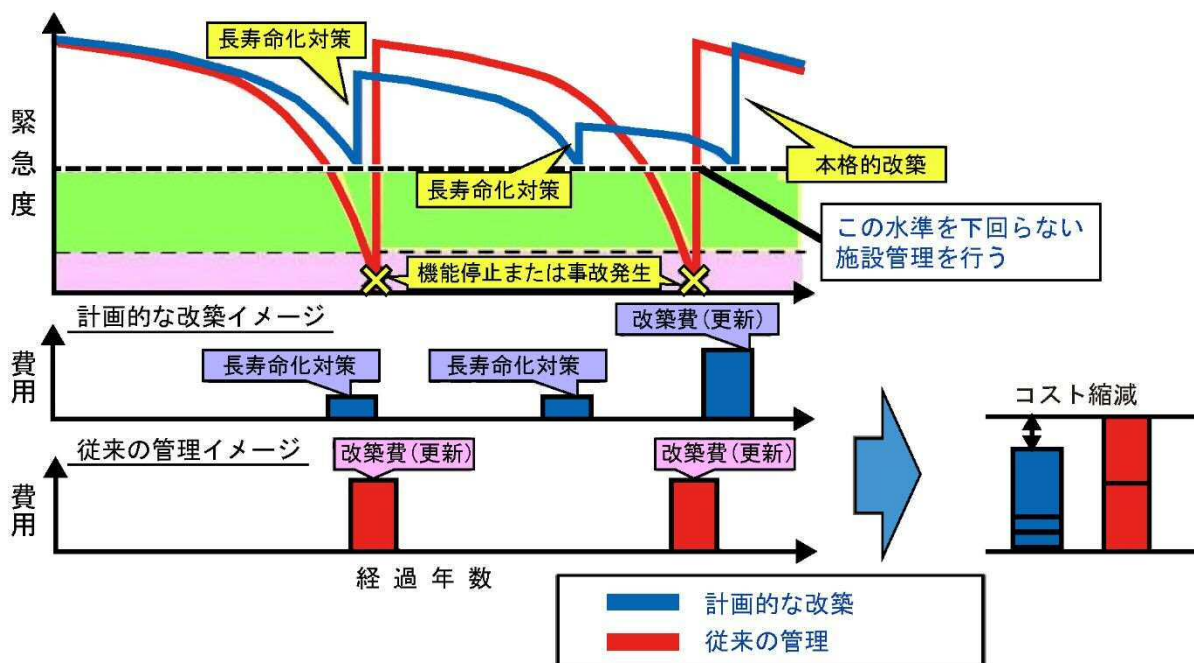 長寿命化対策
緊急度
長寿命化対策
本格的改築
この水準を下回らない
施設管理を行う
機能停止または事故発生
計画的な改築イメージ
改築費(更新)
費用
長寿命化対策
長寿命化対策
コスト縮減
従来の管理イメージ
改築費(更新)
改築費(更新)
費用
経過年数
計画的な改築
従来の管理